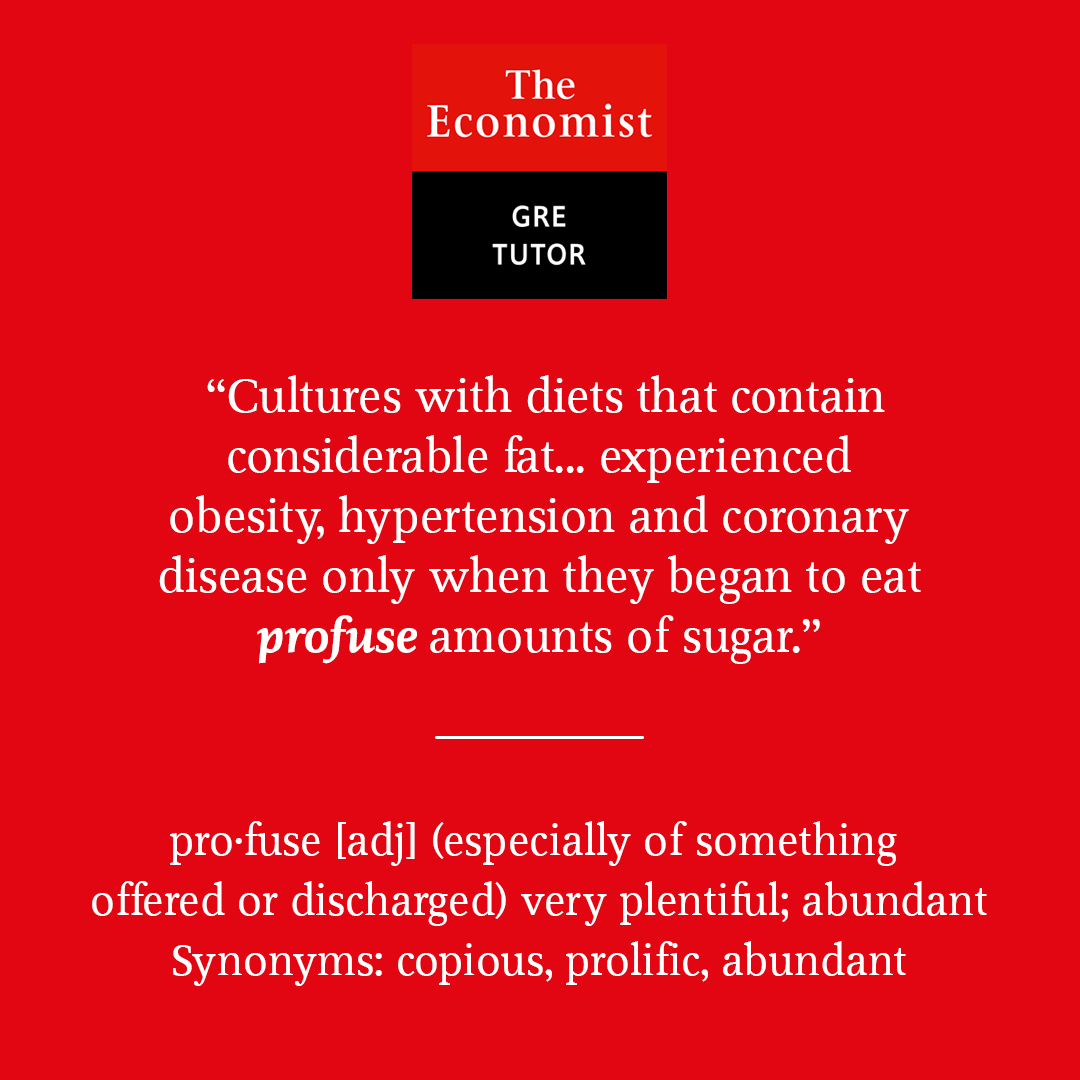 The
Economist
GRE
TUTOR
“Cultures with diets that contain
considerable fat... experienced
obesity, hypertension and coronary
disease only when they began to eat
profuse amounts of sugar.”
pro·fuse [adj] (especially of something
offered or discharged) very plentiful; abundant
Synonyms: copious, prolific, abundant